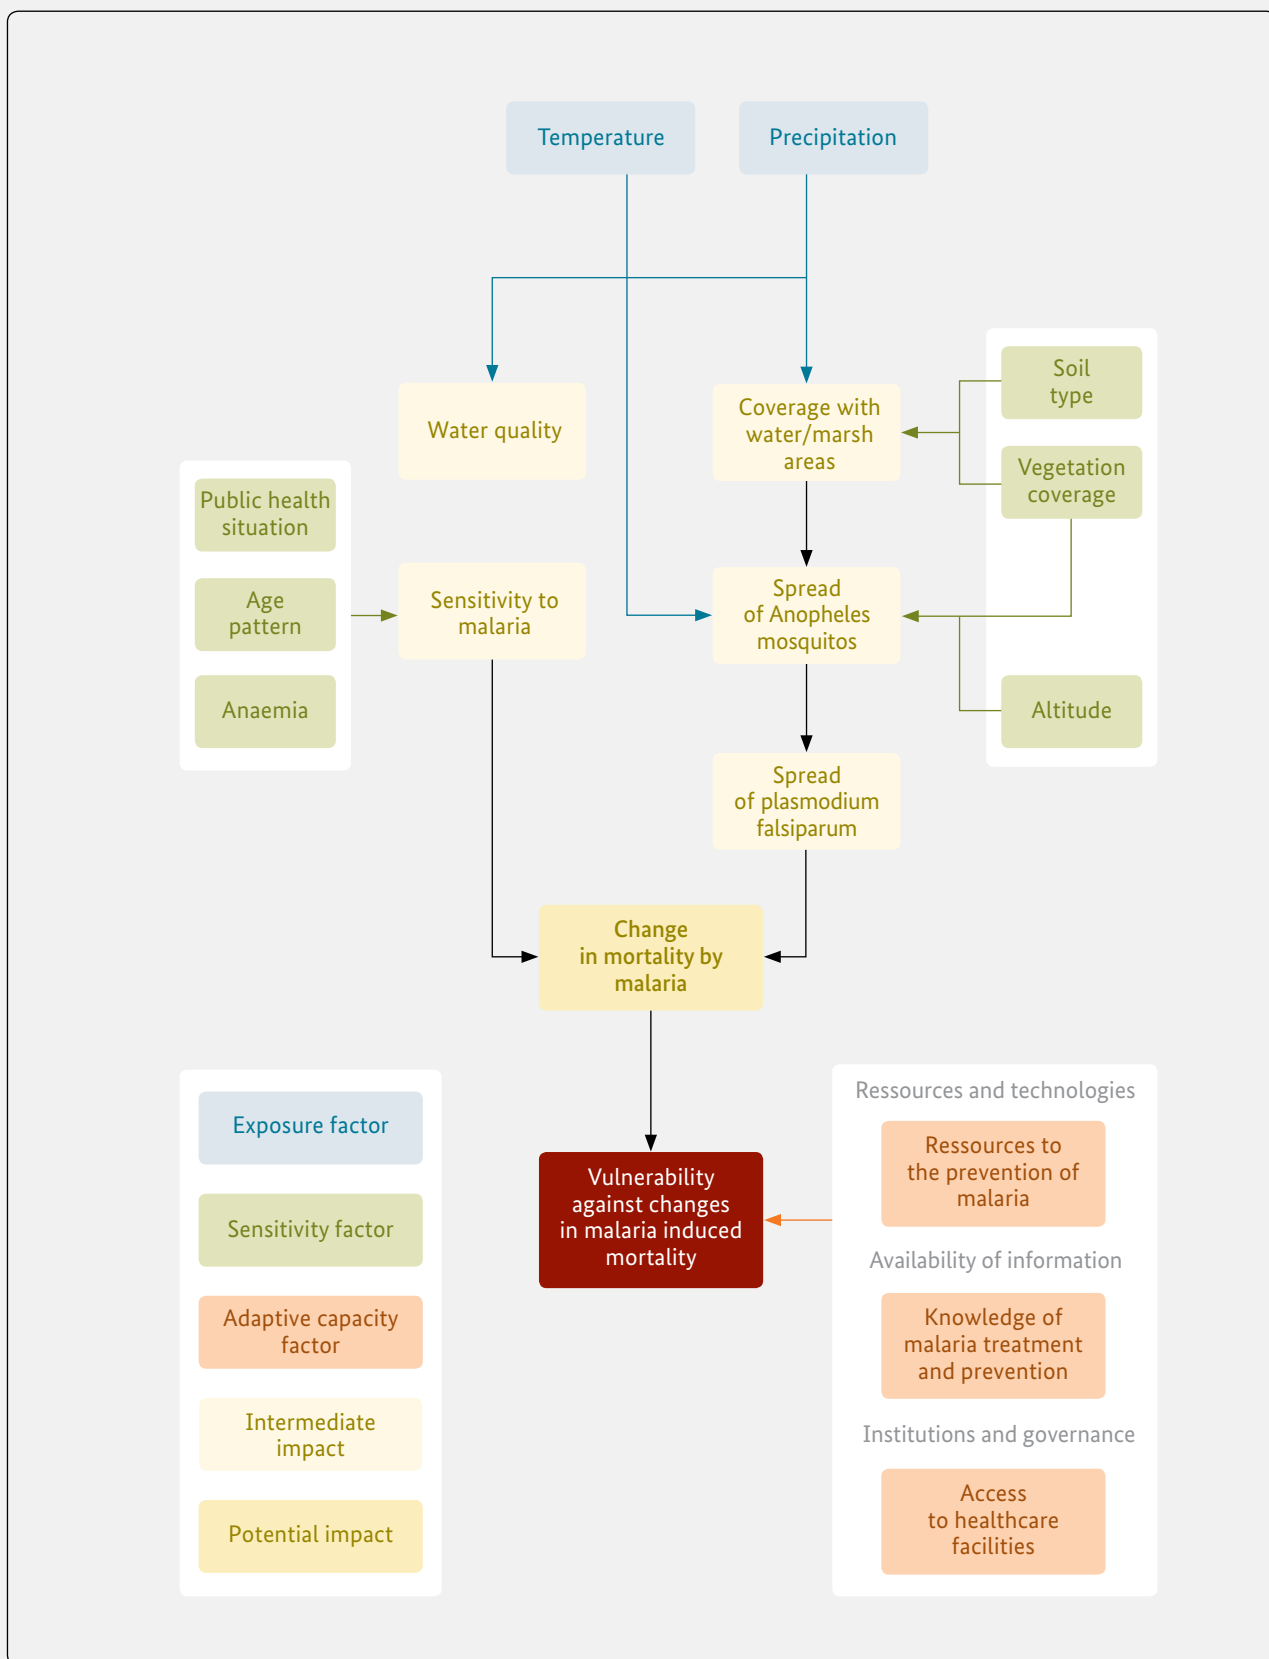 Temperature
Precipitation
Water quality
Coverage with
water/marsh
areas
Soil
type
Vegetation
coverage
Public health
situation
Age
pattern
Anaemia
Sensitivity to
malaria
Spread
of Anopheles
mosquitos
Altitude
Spread
of plasmodium
falsiparum
Change
in mortality by
malaria
Vulnerability
against changes
in malaria induced
mortality
Exposure factor
Sensitivity factor
Adaptive capacity
factor
Intermediate
impact
Potential impact
Ressources and technologies
Ressources to
the prevention of
malaria
Availability of information
Knowledge of
malaria treatment
and prevention
Institutions and governance
Access
to healthcare
facilities